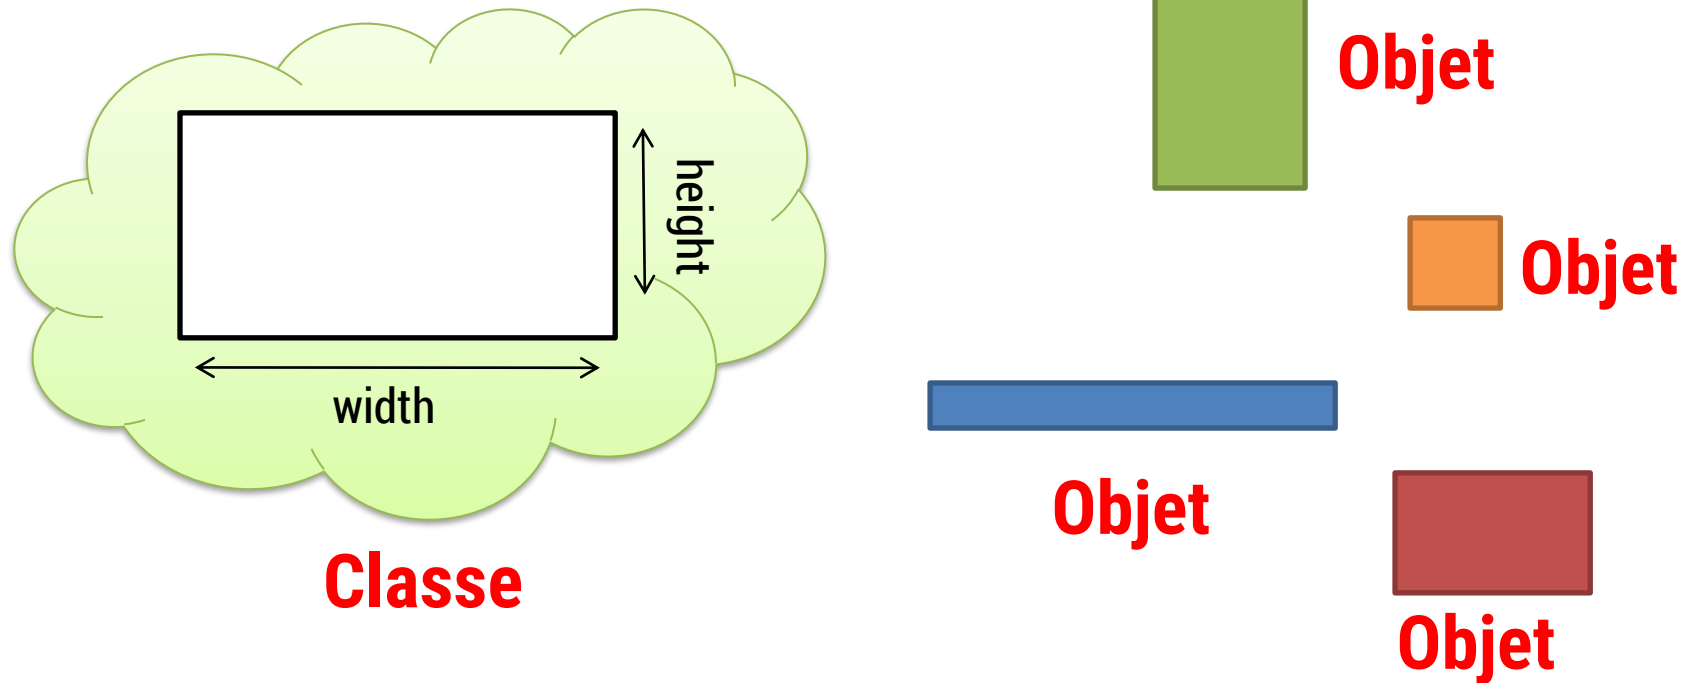 height
width
Classe
Objet
Objet
Objet
Objet